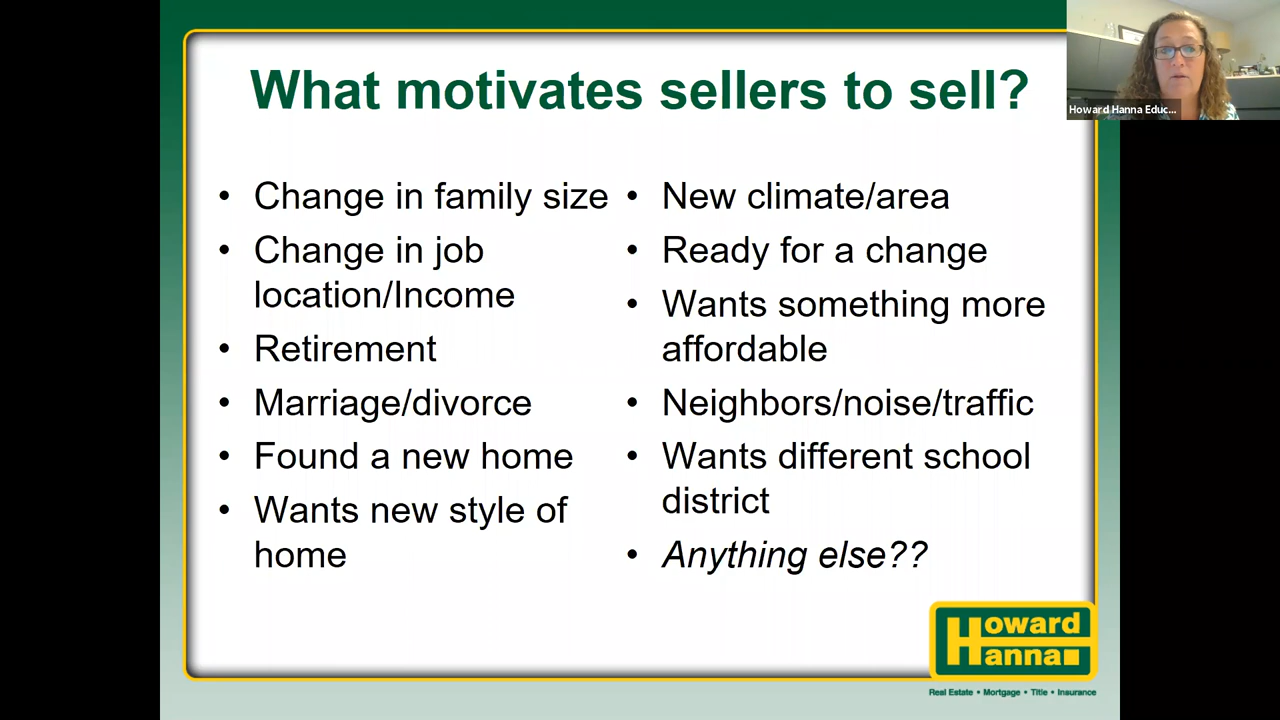 What motivates sellers to sell?
Howard Hanna Educ...
• Change in family size
• Change in job
location/Income
• Retirement
• Marriage/divorce
• Found a new home
• Wants new style of
home
• New climate/area
• Ready for a change
• Wants something more
affordable
• Neighbors/noise/traffic
• Wants different school
district
• Anything else??
Howard
Hanna
Real Estate • Mortgage • Title • Insurance